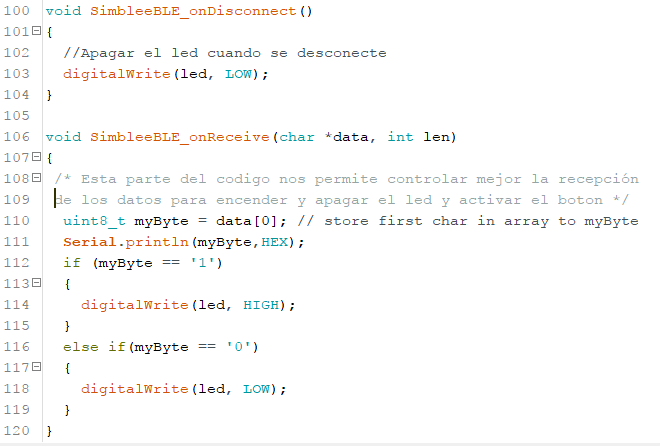 100 void SimbleeBLE_onDisconnect()
101 {
102   //Apagar el led cuando se desconecte
103   digitalWrite(led, LOW);
104 }
105
106 void SimbleeBLE_onReceive(char *data, int len)
107 {
108  /* Esta parte del codigo nos permite controlar mejor la recepción
109  de los datos para encender y apagar el led y activar el boton */
110   uint8_t myByte = data[0]; // store first char in array to myByte
111   Serial.println(myByte,HEX);
112   if (myByte == '1')
113   {
114     digitalWrite(led, HIGH);
115   }
116   else if(myByte == '0')
117   {
118     digitalWrite(led, LOW);
119   }
120 }